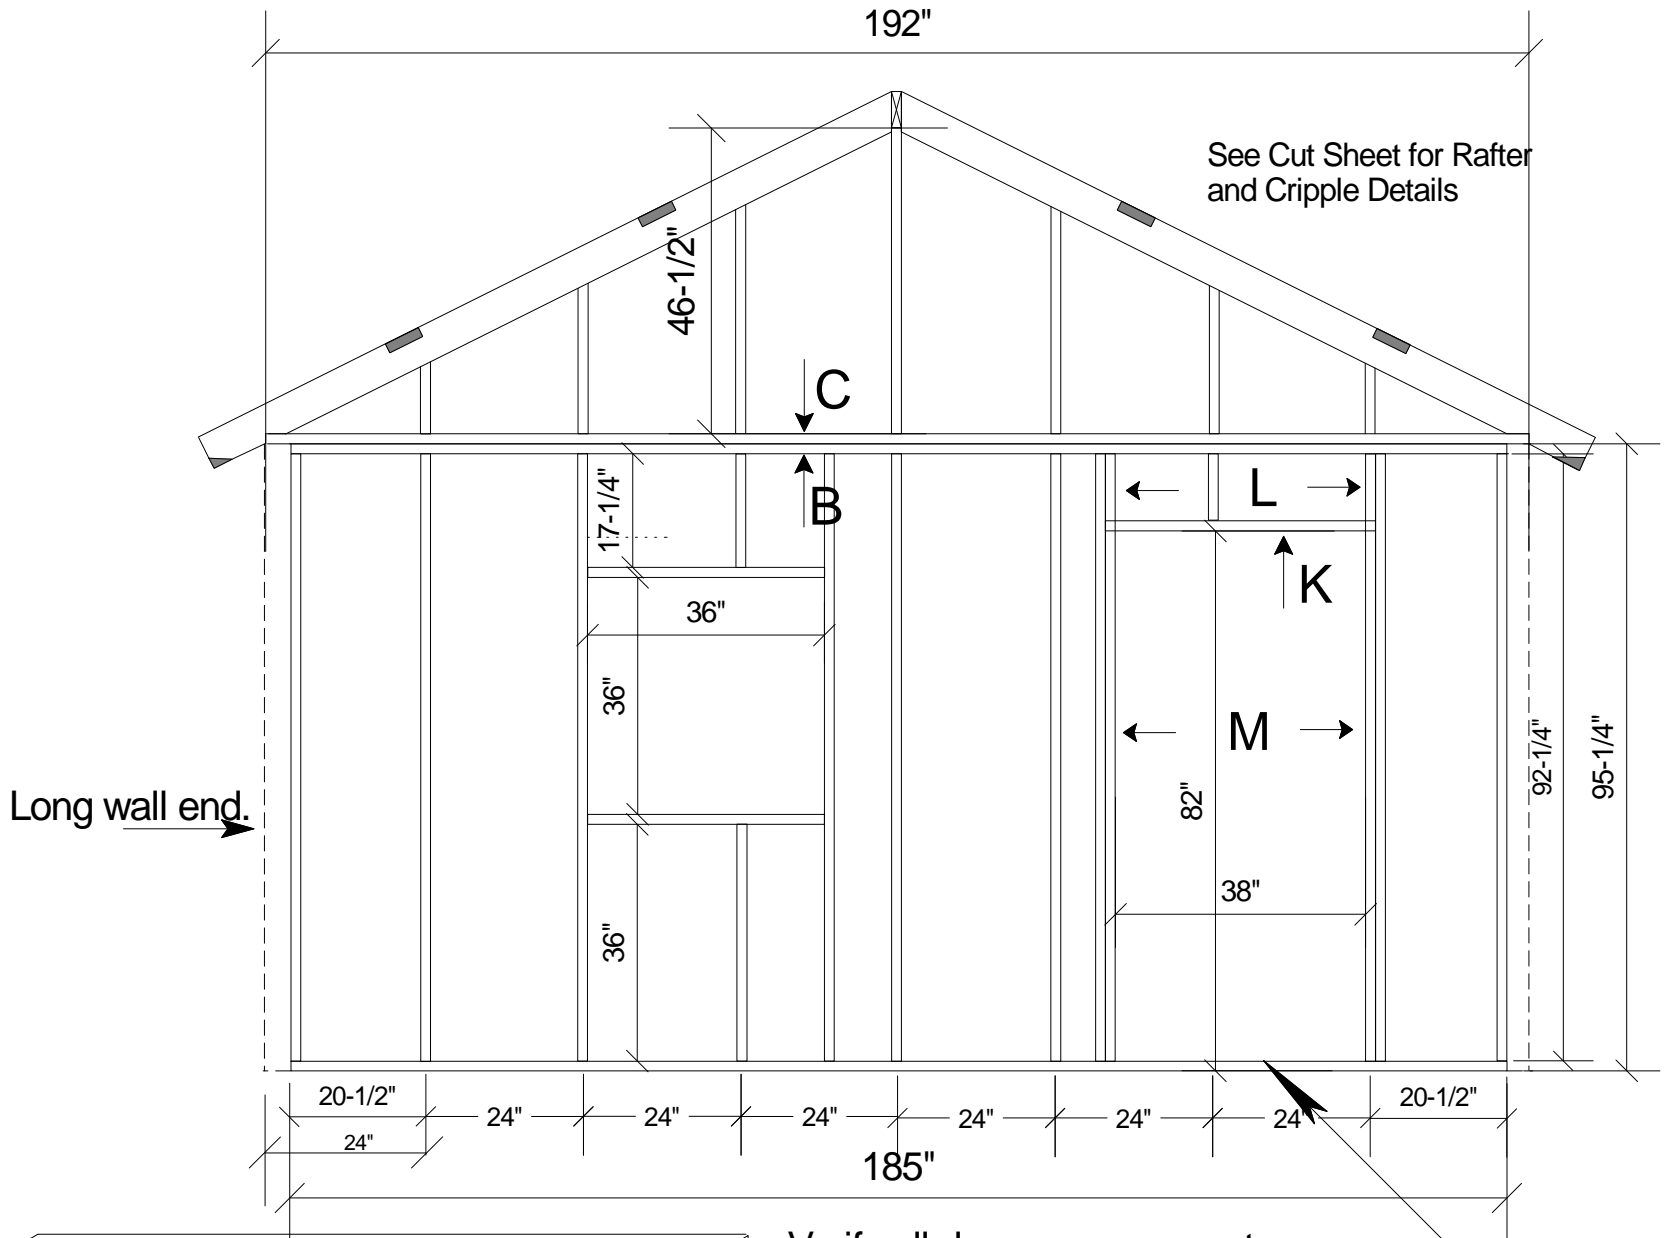 192"
See Cut Sheet for Rafter
and Cripple Details
46-1/2"
C
17-1/4"
B
L
K
36"
36"
M
92-1/4"
95-1/4"
82"
Long wall end.
38"
36"
20-1/2"
24"
24"
24"
24"
24"
24"
20-1/2"
24"
185"